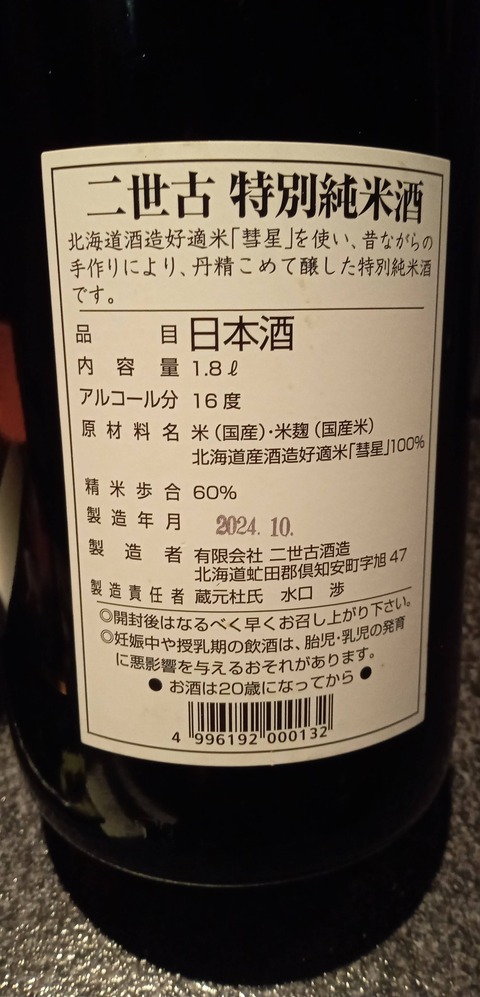 二世古 特別純米酒
北海道酒造好適米「彗星」を使い、昔ながらの
手作りにより、丹精こめて醸した特別純米酒
です。
品目 日本酒
内容量 1.8ℓ
アルコール分 16度
原材料名 米（国産）・米麹（国産米）
北海道産酒造好適米「彗星」100%
精米歩合 60%
製造年月 2024. 10.
製造者 有限会社 二世古酒造
北海道虻田郡倶知安町字旭47
製造責任者 蔵元杜氏 水口 渉
◎開封後はなるべく早くお召し上がり下さい。
◎妊娠中や授乳期の飲酒は、胎児・乳児の発育
に悪影響を与えるおそれがあります。
● お酒は20歳になってから ●
4 996192 000132